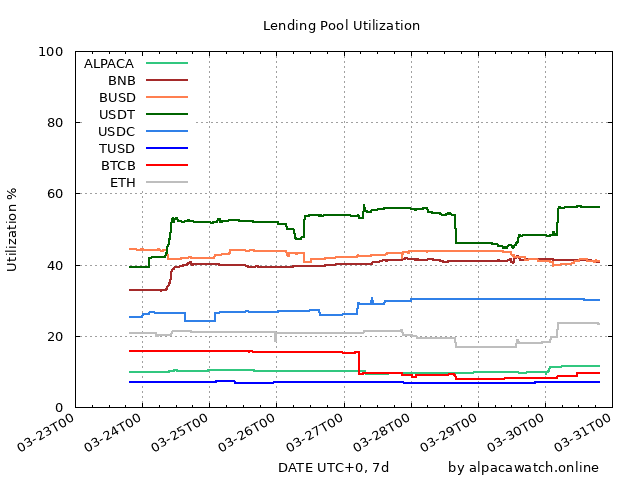 Lending Pool Utilization
100
80
60
40
20
0
Utilization %
ALPACA
BNB
BUSD
USDT
USDC
TUSD
BTCB
ETH
03-23T00
03-24T00
03-25T00
03-26T00
03-27T00
03-28T00
03-29T00
03-30T00
03-31T00
DATE UTC+0, 7d
by alpacawatch.online